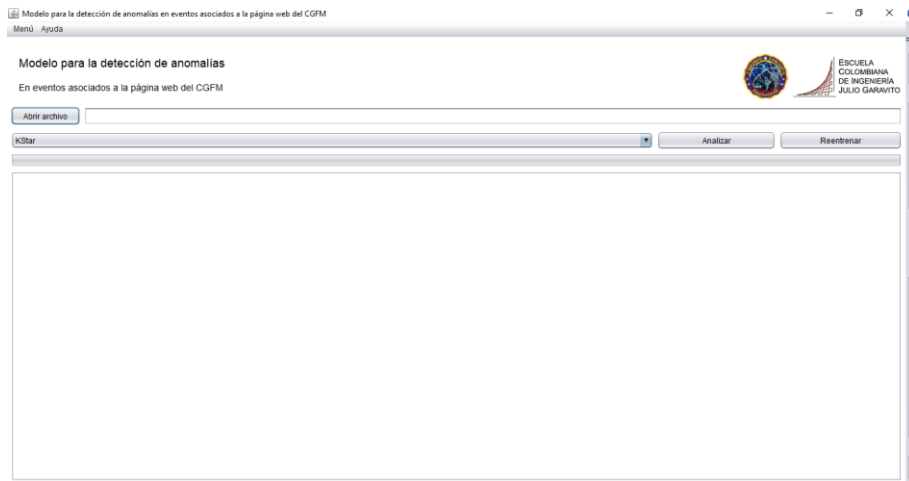 Modelo para la detección de anomalías en eventos asociados a la página web del CGFM
Menú Ayuda
Modelo para la detección de anomalías
En eventos asociados a la página web del CGFM
ESCUELA
COLOMBIANA
DE INGENIERÍA
JULIO GARAVITO
Abrir archivo
KStar
Analizar
Reentrenar